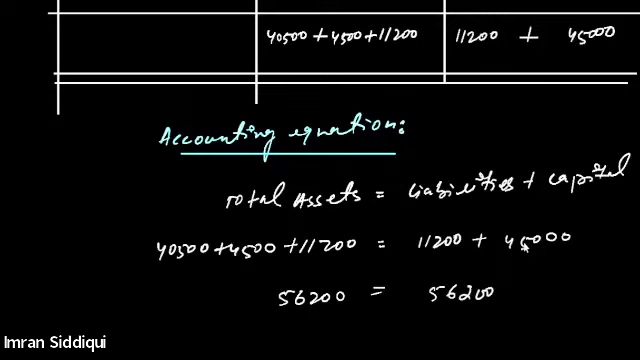 40500 + 4500 + 11200 11200 + 45000
Accounting equation:
Total Assets = Liabilities + Capital
40500 + 4500 + 11200 = 11200 + 45000
56200 = 56200
Imran Siddiqui